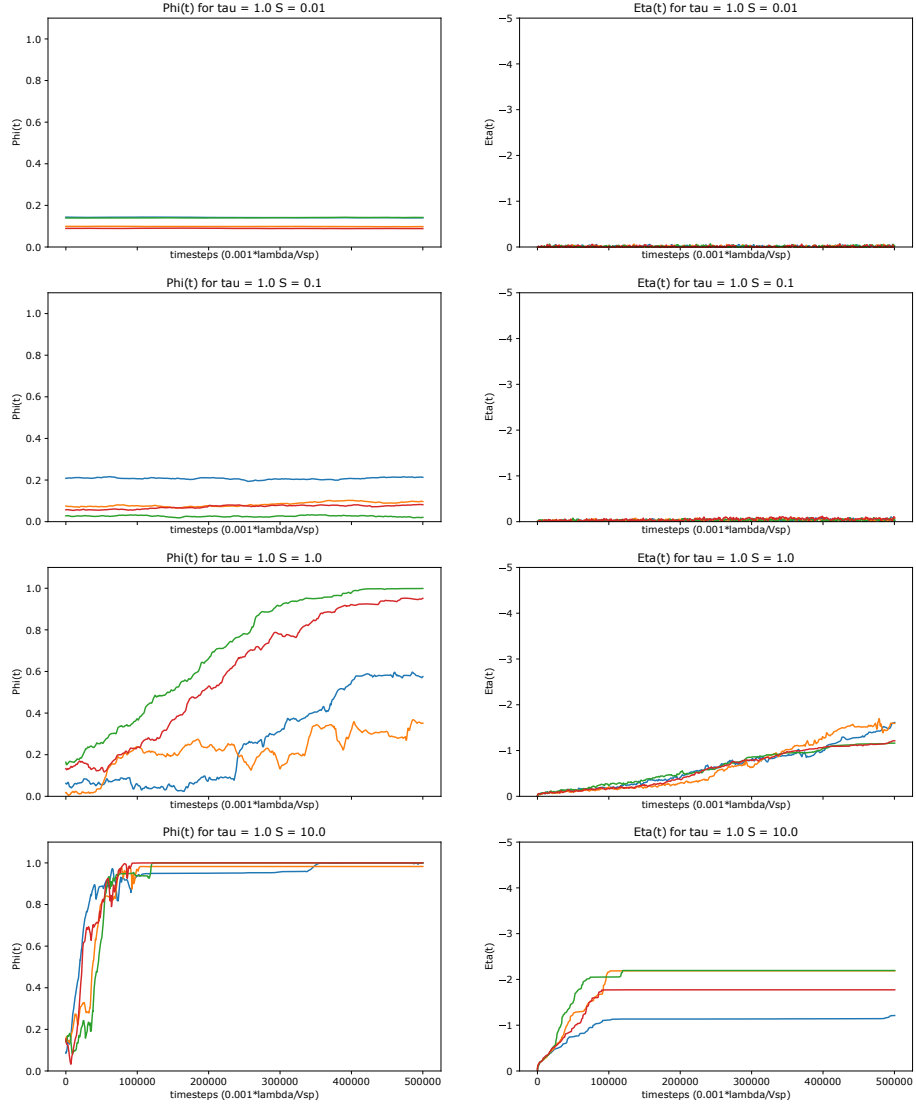 Phi(t) for tau = 1.0 S = 0.01
Eta(t) for tau = 1.0 S = 0.01
1.0
0.8
0.6
0.4
0.2
0.0
Phi(t)
timesteps (0.001*lambda/Vsp)
−5
−4
−3
−2
−1
0
Eta(t)
timesteps (0.001*lambda/Vsp)
Phi(t) for tau = 1.0 S = 0.1
Eta(t) for tau = 1.0 S = 0.1
1.0
0.8
0.6
0.4
0.2
0.0
Phi(t)
timesteps (0.001*lambda/Vsp)
−5
−4
−3
−2
−1
0
Eta(t)
timesteps (0.001*lambda/Vsp)
Phi(t) for tau = 1.0 S = 1.0
Eta(t) for tau = 1.0 S = 1.0
1.0
0.8
0.6
0.4
0.2
0.0
Phi(t)
timesteps (0.001*lambda/Vsp)
−5
−4
−3
−2
−1
0
Eta(t)
timesteps (0.001*lambda/Vsp)
Phi(t) for tau = 1.0 S = 10.0
Eta(t) for tau = 1.0 S = 10.0
1.0
0.8
0.6
0.4
0.2
0.0
Phi(t)
0 100000 200000 300000 400000 500000
timesteps (0.001*lambda/Vsp)
−5
−4
−3
−2
−1
0
Eta(t)
0 100000 200000 300000 400000 500000
timesteps (0.001*lambda/Vsp)